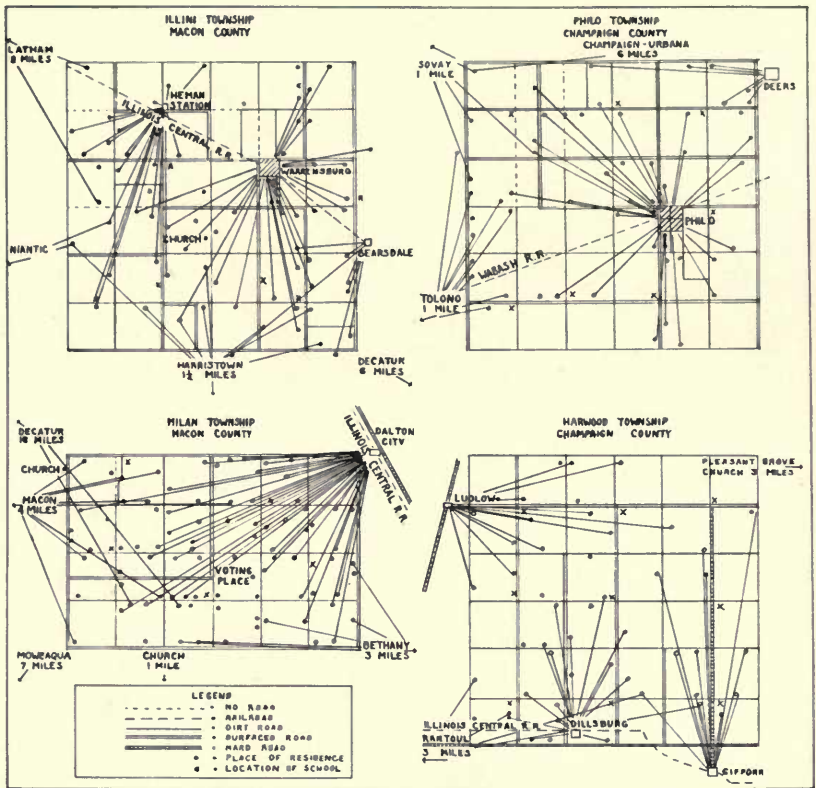 ILLINI TOWNSHIP
MACON COUNTY
LATHAM
8 MILES
HEMAN
STATION
ILLINOIS CENTRAL R.R.
WARRENSBURG
NIANTIC
CHURCH
BEARSDALE
HARRISTOWN
1½ MILES
DECATUR
6 MILES
PHILO TOWNSHIP
CHAMPAIGN COUNTY
CHAMPAIGN-URBANA
6 MILES
SOVAY
1 MILE
DEERS
PHILO
WABASH R.R.
TOLONO
1 MILE
MILAN TOWNSHIP
MACON COUNTY
DECATUR
18 MILES
CHURCH
MACON
4 MILES
ILLINOIS CENTRAL R.R.
DALTON
CITY
VOTING
PLACE
MOWEAQUA
7 MILES
CHURCH
1 MILE
BETHANY
3 MILES
HARWOOD TOWNSHIP
CHAMPAIGN COUNTY
PLEASANT GROVE
CHURCH 3 MILES
LUDLOW
ILLINOIS CENTRAL R.R.
DILLSBURG
RANTOUL
3 MILES
GIFFORD
LEGEND
NO ROAD
RAILROAD
DIRT ROAD
SURFACED ROAD
HARD ROAD
PLACE OF RESIDENCE
LOCATION OF SCHOOL